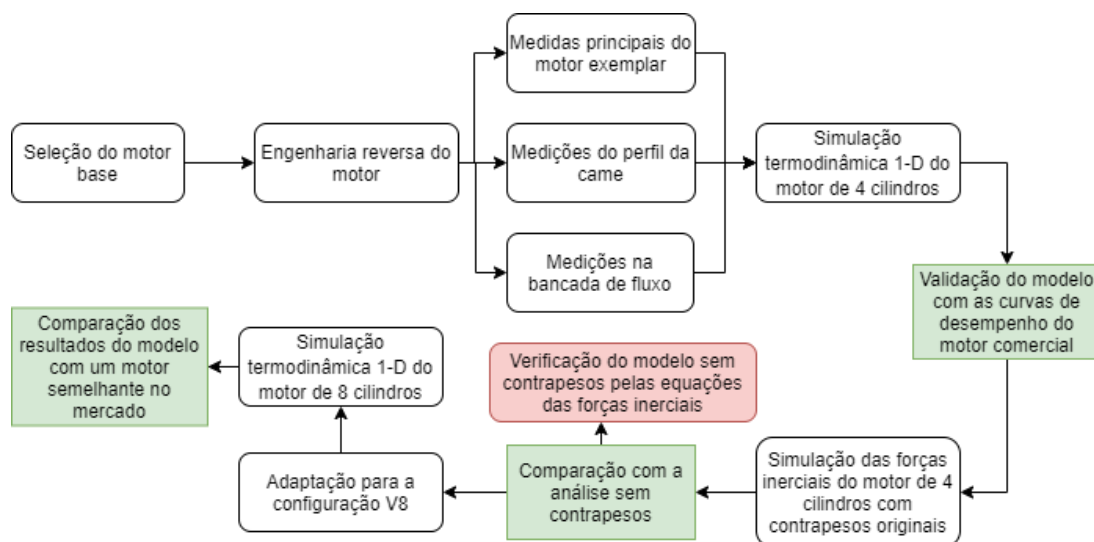 Seleção do motor
base
Engenharia reversa do
motor
Medidas principais do
motor exemplar
Medições do perfil da
came
Medições na
bancada de fluxo
Simulação
termodinâmica 1-D do
motor de 4 cilindros
Validação do modelo
com as curvas de
desempenho do
motor comercial
Simulação das forças
inerciais do motor de 4
cilindros com
contrapesos originais
Comparação com a
análise sem
contrapesos
Verificação do modelo sem
contrapesos pelas equações
das forças inerciais
Adaptação para a
configuração V8
Simulação
termodinâmica 1-D do
motor de 8 cilindros
Comparação dos
resultados do modelo
com um motor
semelhante no
mercado